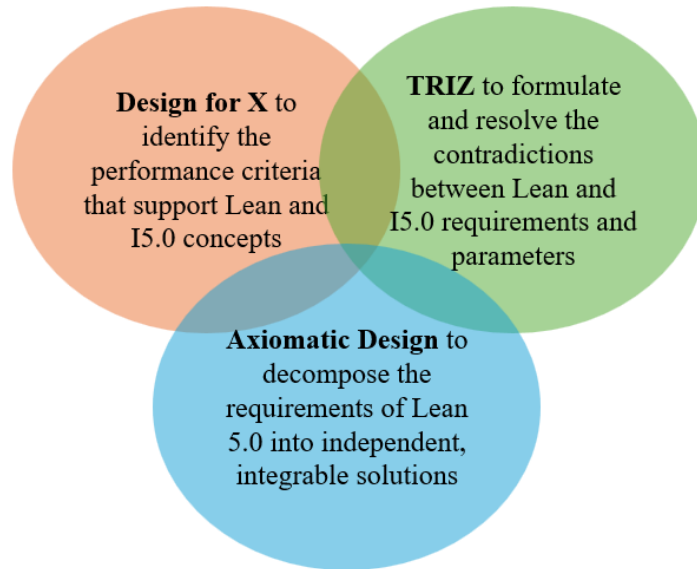 Design for X to
identify the
performance criteria
that support Lean and
I5.0 concepts
TRIZ to formulate
and resolve the
contradictions
between Lean and
I5.0 requirements and
parameters
Axiomatic Design to
decompose the
requirements of Lean
5.0 into independent,
integrable solutions